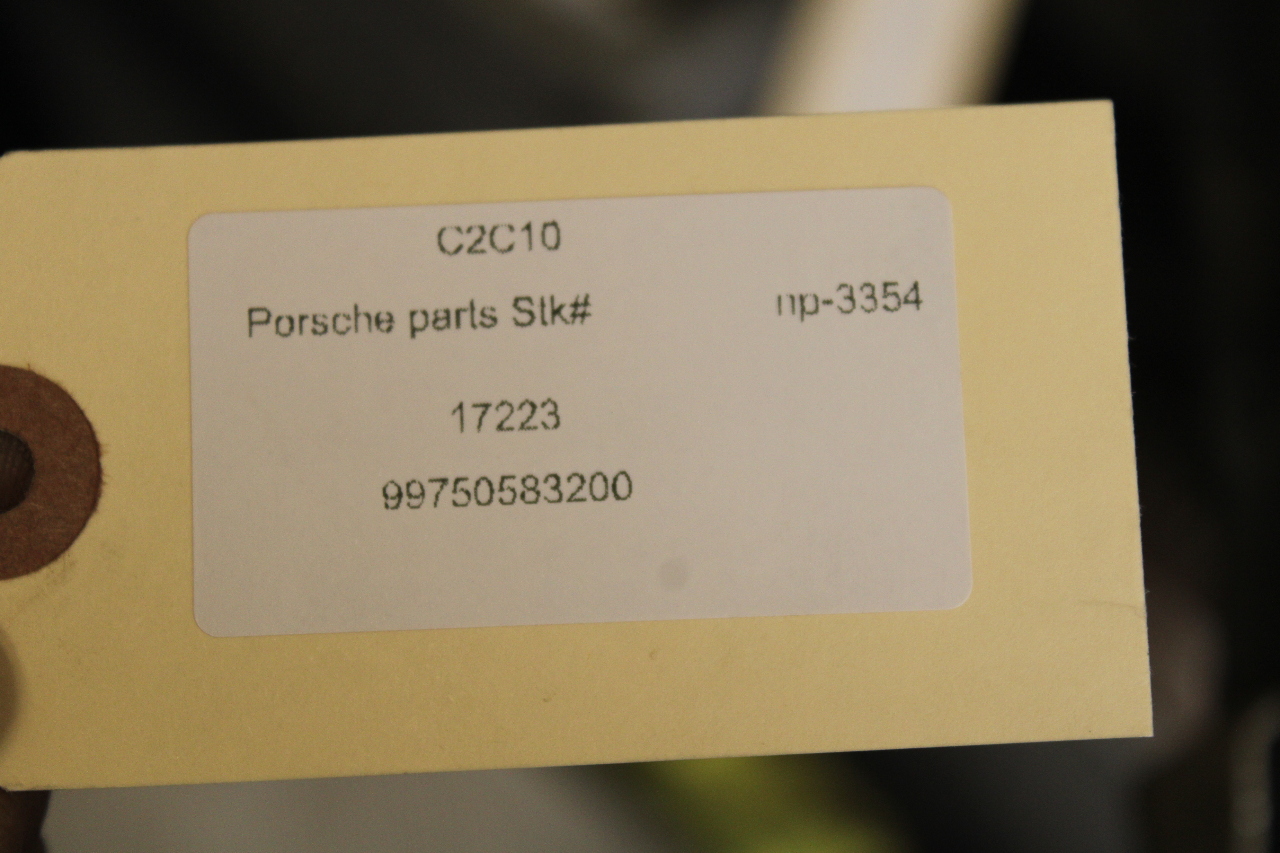 C2C10
Porsche parts Stk# np-3354
17223
99750583200